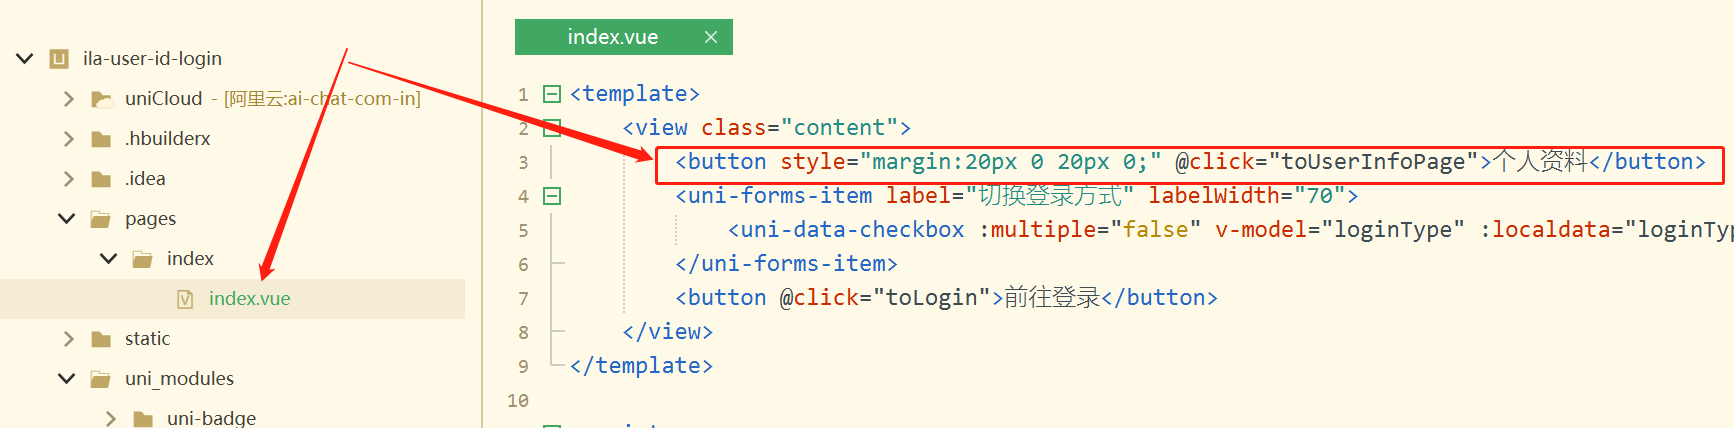 ila-user-id-login
uniCloud - [阿里云:ai-chat-com-in]
.hbuilderx
.idea
pages
index
index.vue
static
uni_modules
uni-badge
index.vue
1 <template>
2 <view class="content">
3 <button style="margin:20px 0 20px 0;" @click="toUserInfoPage">个人资料</button>
4 <uni-forms-item label="切换登录方式" labelWidth="70">
5 <uni-data-checkbox :multiple="false" v-model="loginType" :localdata="loginTyp
6 </uni-forms-item>
7 <button @click="toLogin">前往登录</button>
8 </view>
9 </template>
10